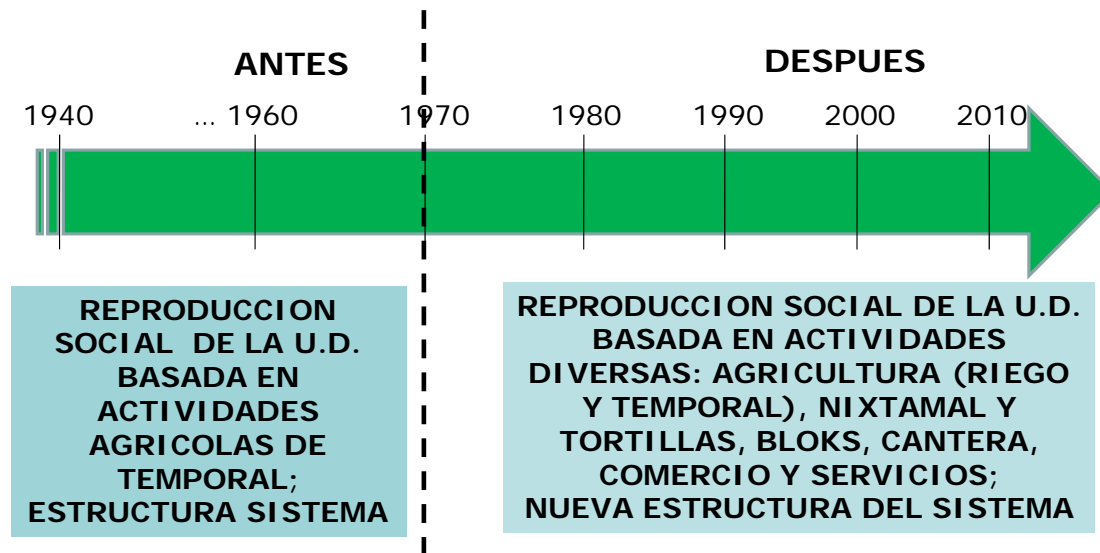 ANTES
DESPUES
1940
... 1960
1970
1980
1990
2000
2010
REPRODUCCION
SOCIAL DE LA U.D.
BASADA EN
ACTIVIDADES
AGRICOLAS DE
TEMPORAL;
ESTRUCTURA SISTEMA
REPRODUCCION SOCIAL DE LA U.D.
BASADA EN ACTIVIDADES
DIVERSAS: AGRICULTURA (RIEGO
Y TEMPORAL), NIXTAMAL Y
TORTILLAS, BLOKS, CANTERA,
COMERCIO Y SERVICIOS;
NUEVA ESTRUCTURA DEL SISTEMA